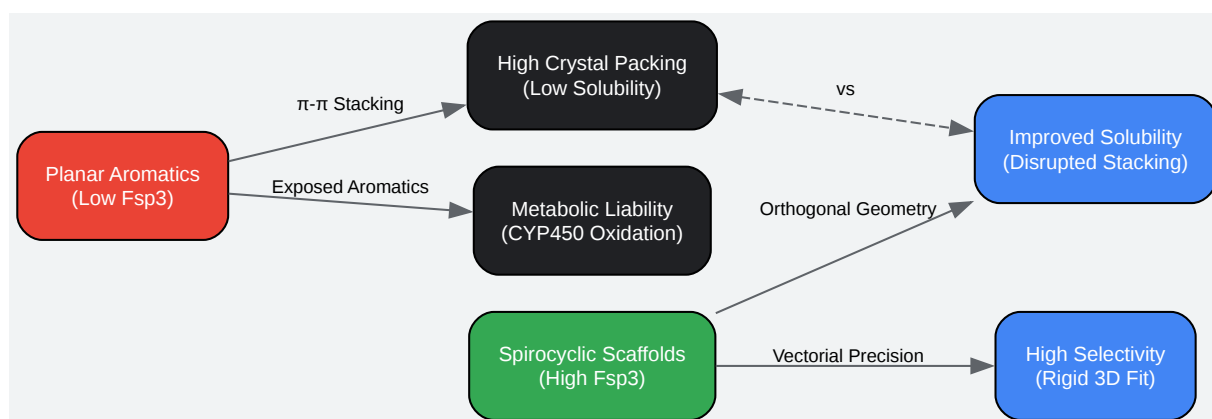 High Crystal Packing
(Low Solubility)
π-π Stacking
vs
Planar Aromatics
(Low Fsp3)
Improved Solubility
(Disrupted Stacking)
Exposed Aromatics
Metabolic Liability
(CYP450 Oxidation)
Orthogonal Geometry
Spirocyclic Scaffolds
(High Fsp3)
Vectorial Precision
High Selectivity
(Rigid 3D Fit)